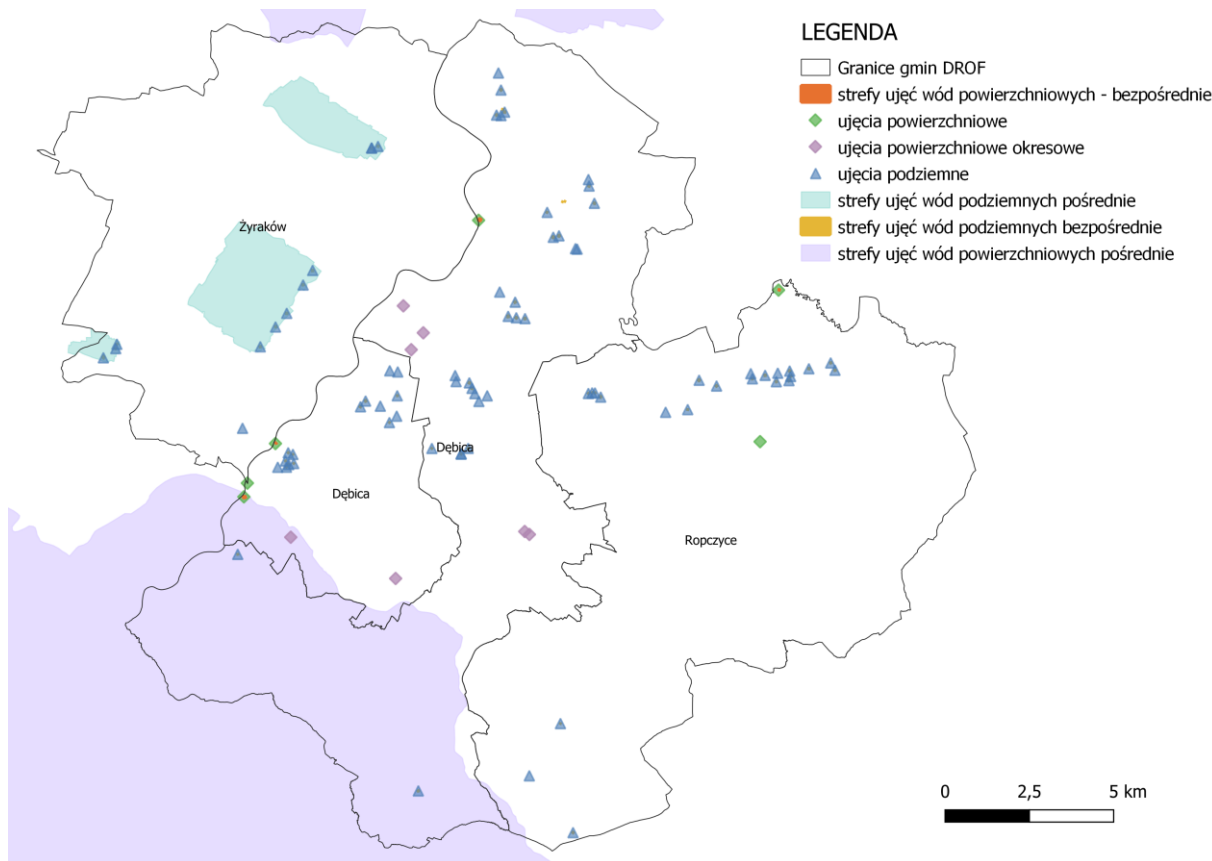 LEGENDA
Granice gmin DROF
strefy ujęć wód powierzchniowych - bezpośrednie
ujęcia powierzchniowe
ujęcia powierzchniowe okresowe
ujęcia podziemne
strefy ujęć wód podziemnych pośrednie
strefy ujęć wód podziemnych bezpośrednie
strefy ujęć wód powierzchniowych pośrednie
Żyraków
Dębica
Dębica
Ropczyce
0 2,5 5 km